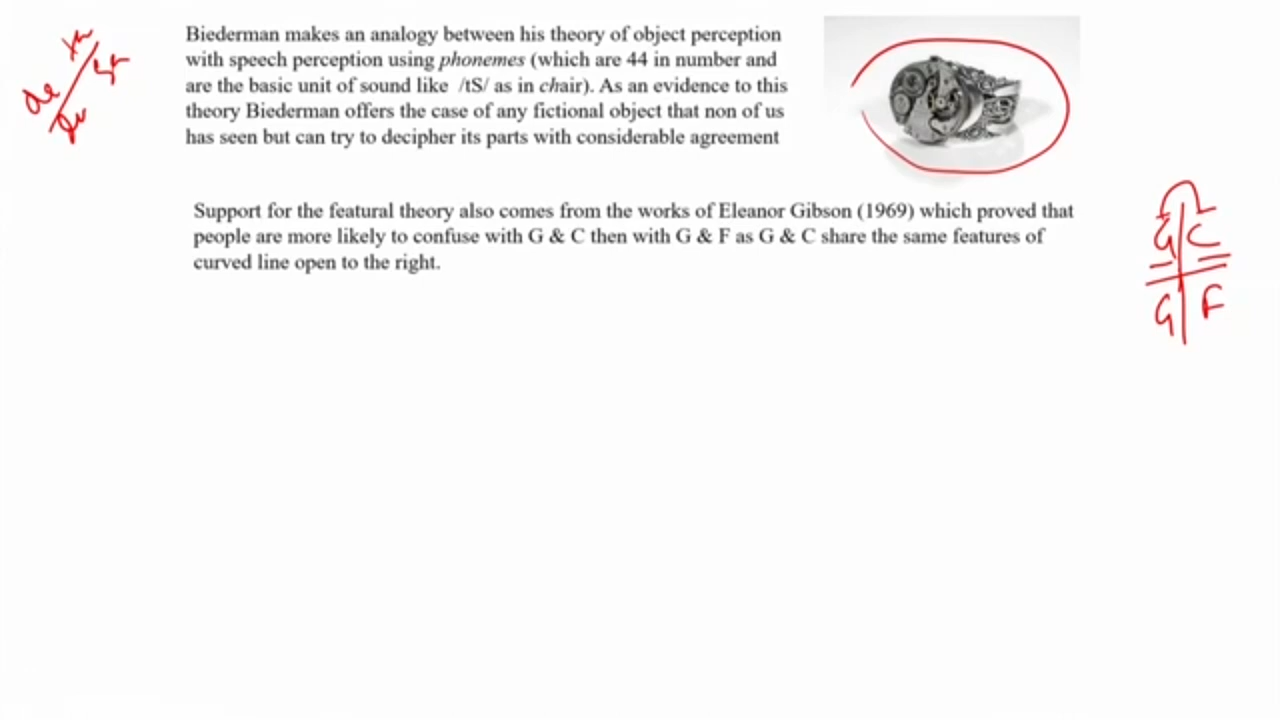 Biederman makes an analogy between his theory of object perception
with speech perception using phonemes (which are 44 in number and
are the basic unit of sound like /tS/ as in chair). As an evidence to this
theory Biederman offers the case of any fictional object that non of us
has seen but can try to decipher its parts with considerable agreement
Support for the featural theory also comes from the works of Eleanor Gibson (1969) which proved that
people are more likely to confuse with G & C then with G & F as G & C share the same features of
curved line open to the right.
G C
G F